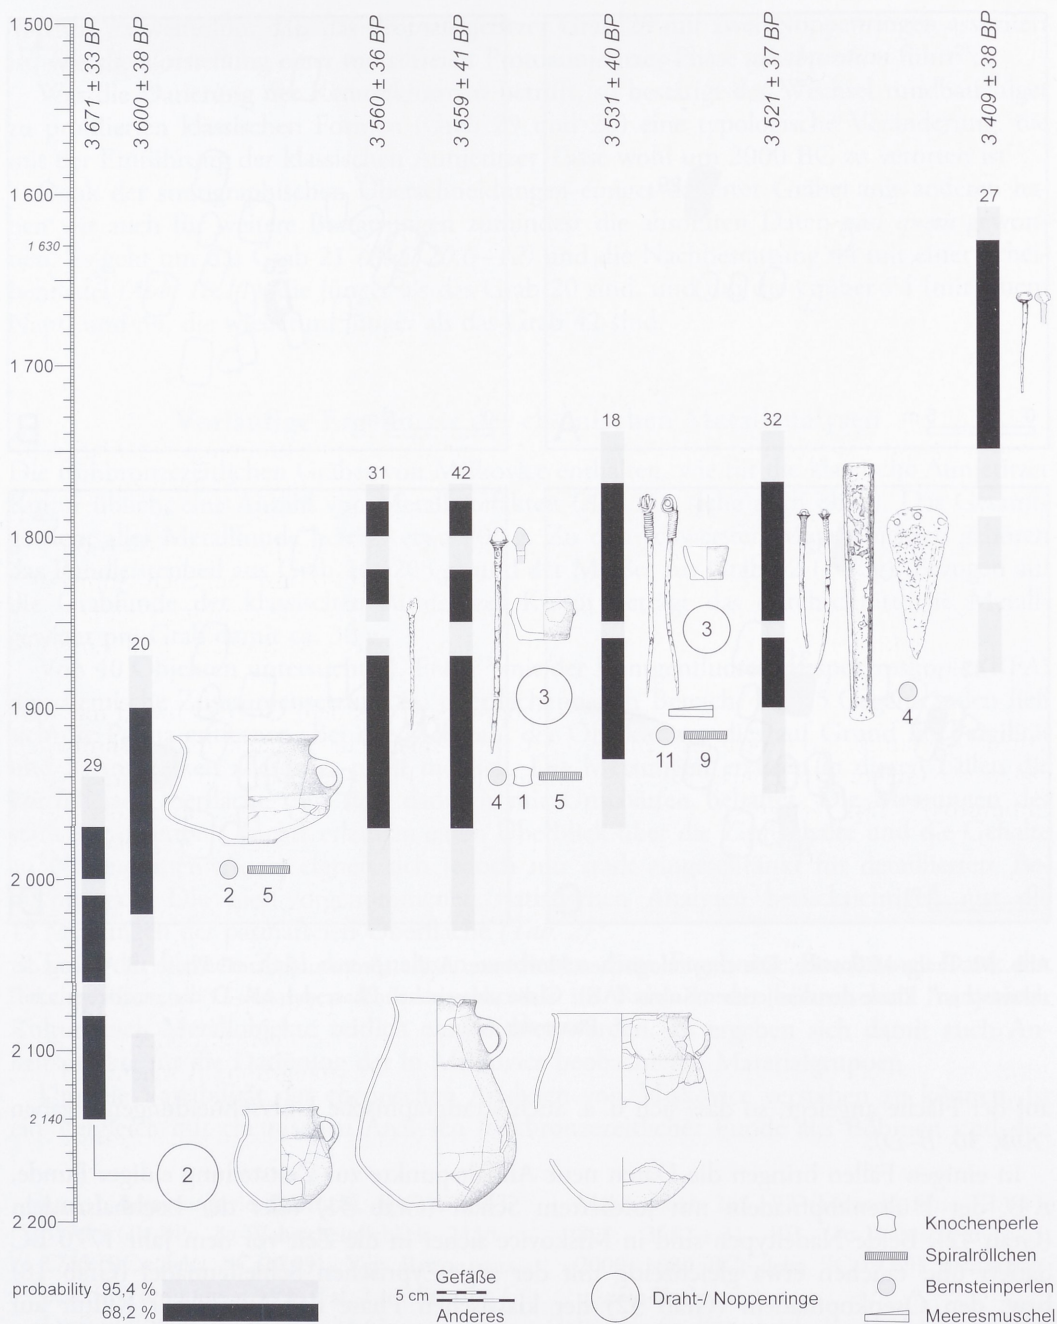 1 500
3 671 ± 33 BP
3 600 ± 38 BP
3 560 ± 36 BP
3 559 ± 41 BP
3 531 ± 40 BP
3 521 ± 37 BP
3 409 ± 38 BP
1 600
27
1 630
1 700
18
32
31
42
1 800
3
3
20
4
1 900
11
9
29
4
1
5
2
5
2 000
2 100
2 140
2
2 200
Knochenperle
Spiralröllchen
probability 95,4 %
68,2 %
Gefäße
5 cm
Anderes
Draht-/ Noppenringe
Bernsteinperlen
Meeresmuschel